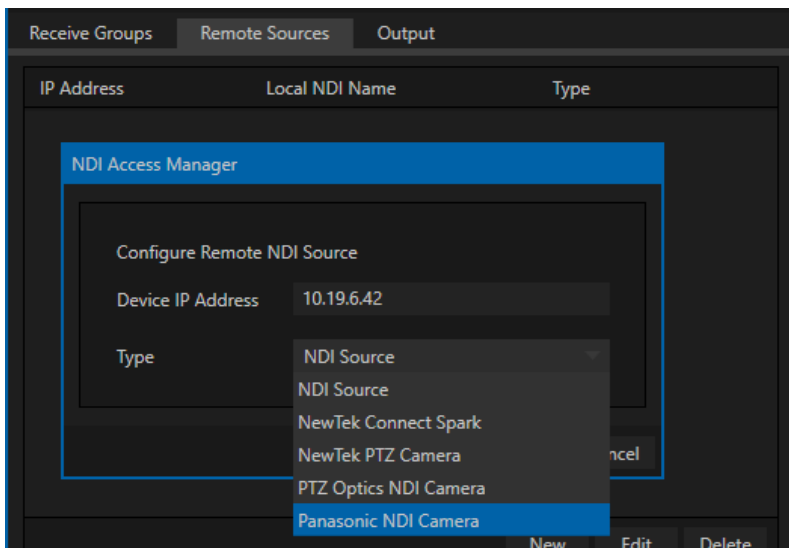 Receive Groups Remote Sources Output
IP Address Local NDI Name Type
NDI Access Manager
Configure Remote NDI Source
Device IP Address 10.19.6.42
Type NDI Source
NDI Source
NewTek Connect Spark
NewTek PTZ Camera
ncel
PTZ Optics NDI Camera
Panasonic NDI Camera
New Edit Delete